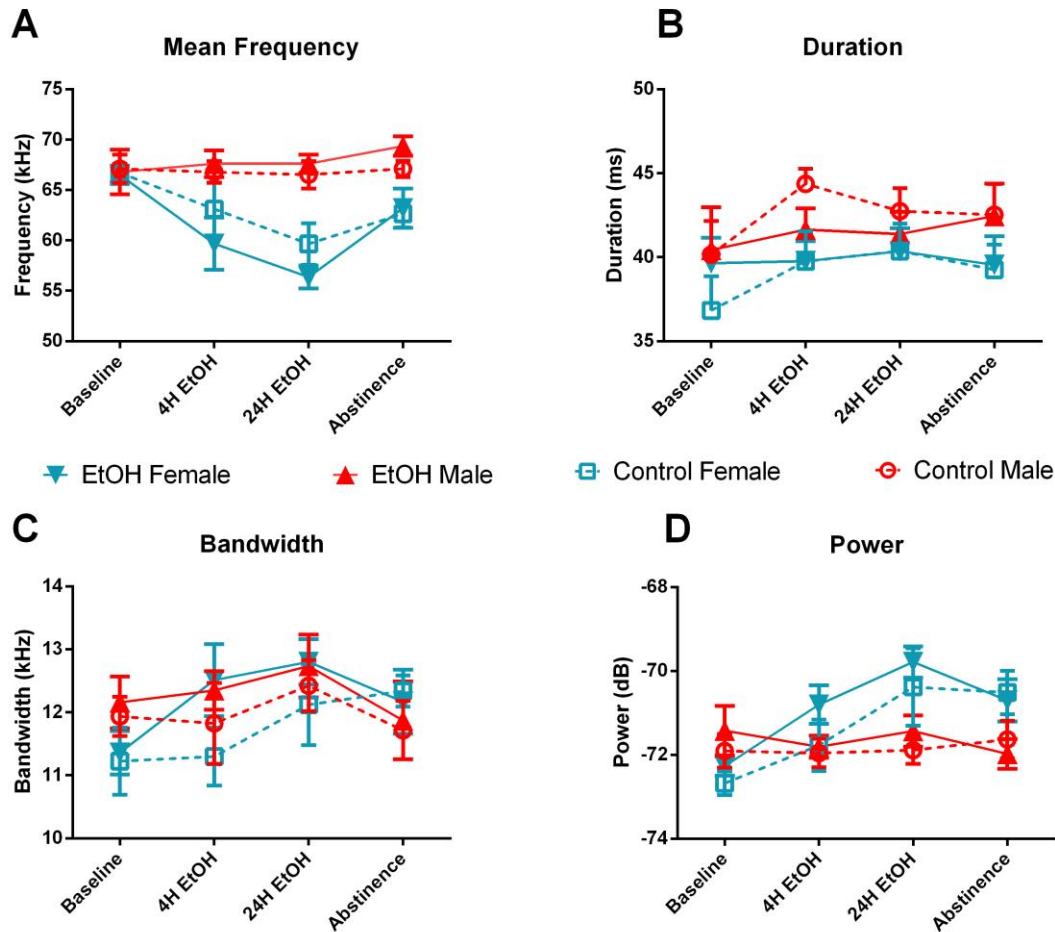 A
Mean Frequency
Frequency (kHz)
75
70
65
60
55
50
Baseline
4H EtOH
24H EtOH
Abstinence
B
Duration
Duration (ms)
50
45
40
35
Baseline
4H EtOH
24H EtOH
Abstinence
EtOH Female
EtOH Male
Control Female
Control Male
C
Bandwidth
Bandwidth (kHz)
14
13
12
11
10
Baseline
4H EtOH
24H EtOH
Abstinence
D
Power
Power (dB)
-68
-70
-72
-74
Baseline
4H EtOH
24H EtOH
Abstinence